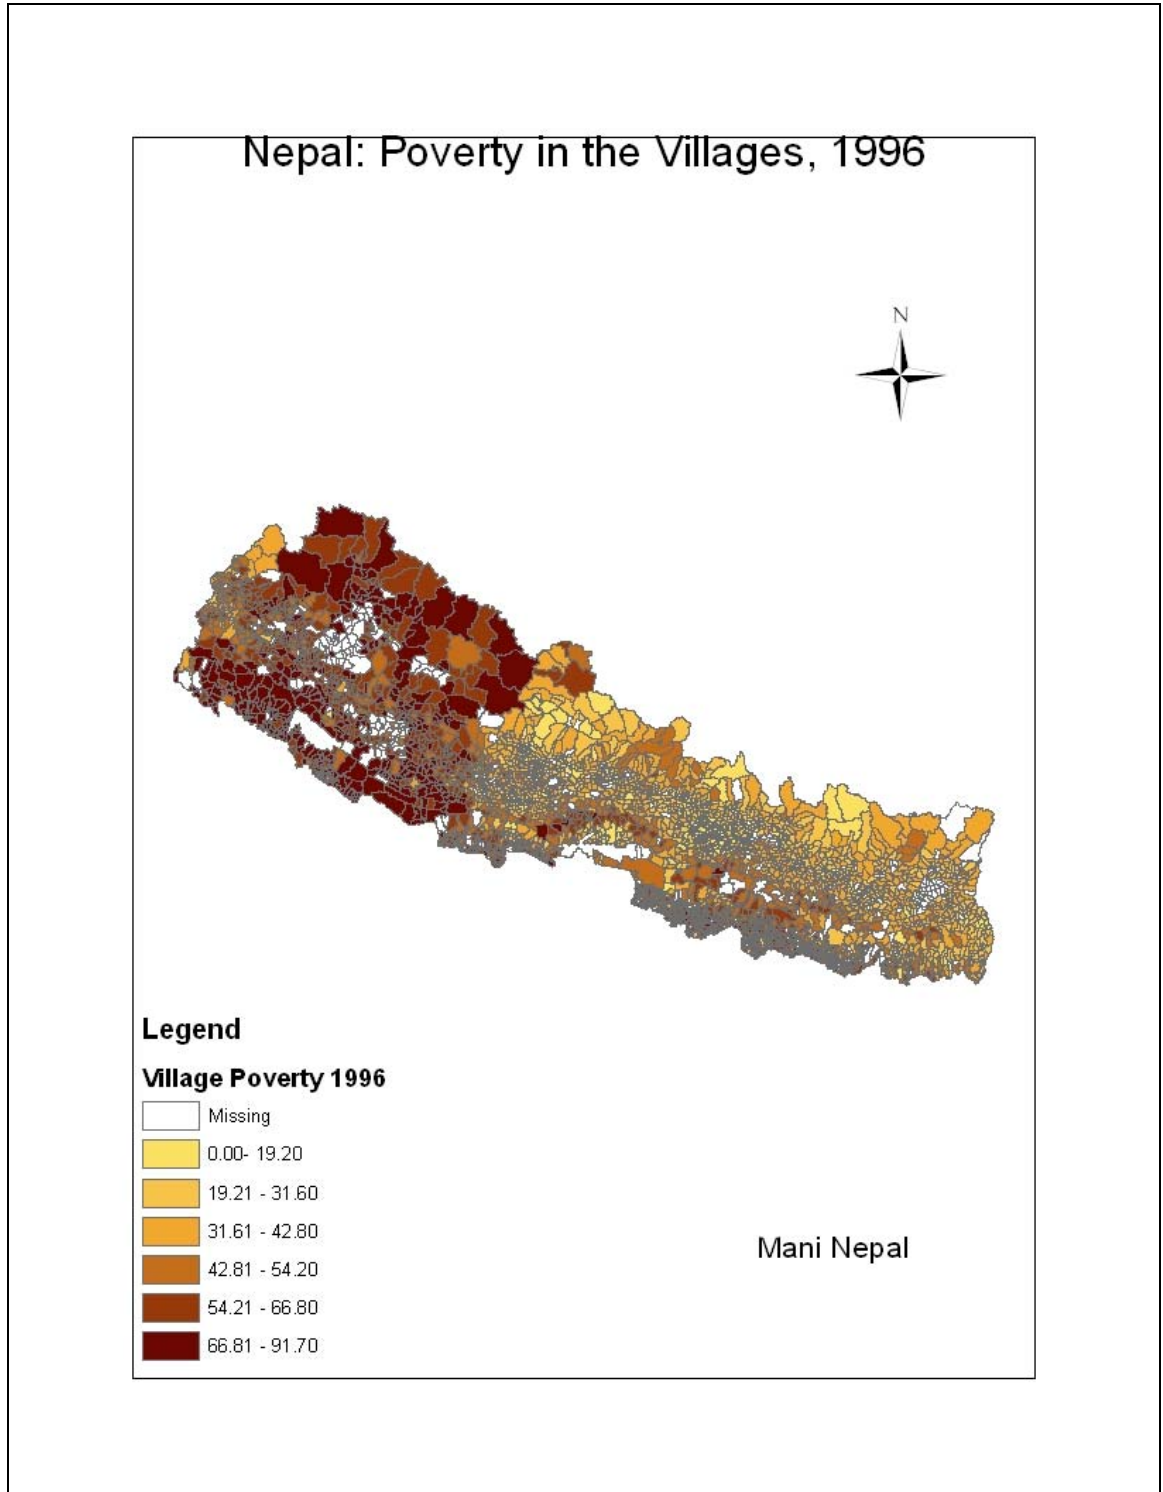 Nepal: Poverty in the Villages, 1996
N
Legend
Village Poverty 1996
Missing
0.00- 19.20
19.21 - 31.60
31.61 - 42.80
42.81 - 54.20
54.21 - 66.80
66.81 - 91.70
Mani Nepal